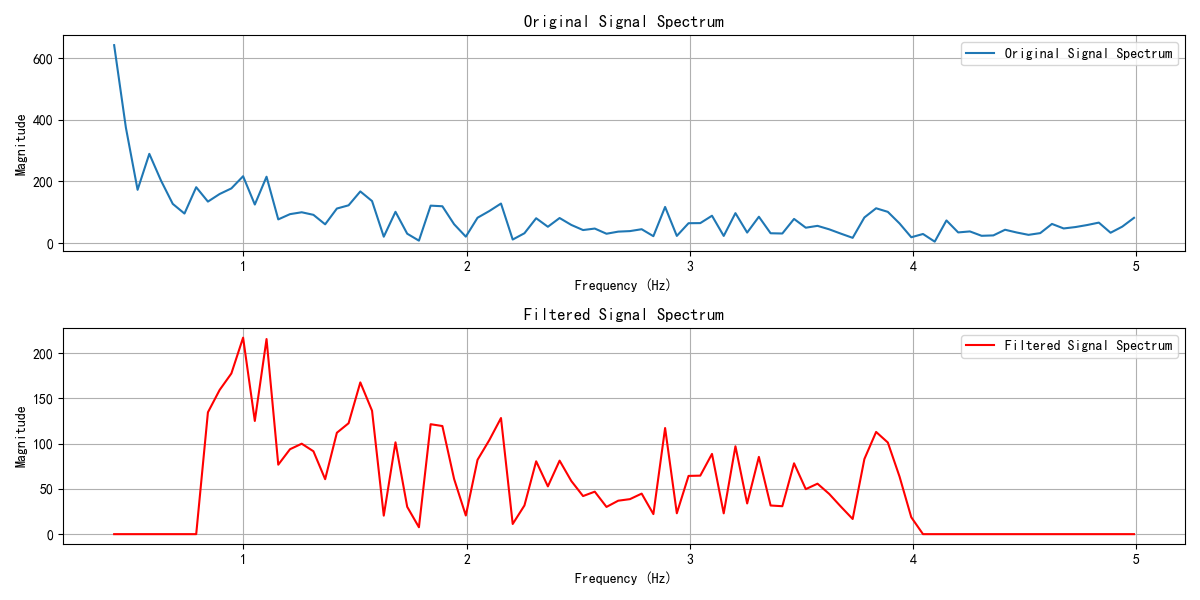 Original Signal Spectrum
Original Signal Spectrum
Magnitude
600
400
200
0
1 2 3 4 5
Frequency (Hz)
Filtered Signal Spectrum
Filtered Signal Spectrum
Magnitude
200
150
100
50
0
1 2 3 4 5
Frequency (Hz)